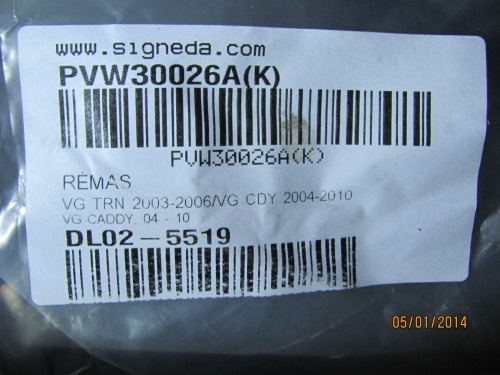 www.signeda.com
PVW30026A(K)
PVW30026A(K)
RĖMAS
VG TRN 2003-2006/VG CDY 2004-2010
VG CADDY, 04 - 10
DL02-5519
05/01/2014